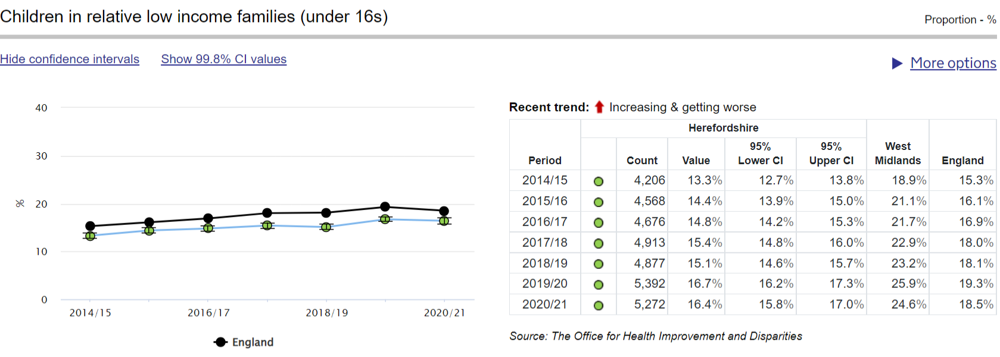 Children in relative low income families (under 16s)
Proportion - %
Hide confidence intervals Show 99.8% CI values
More options
40
30
20
10
0
%
2014/15 2016/17 2018/19 2020/21
England
Recent trend: Increasing & getting worse
Herefordshire
Period Count Value 95% Lower CI 95% Upper CI West Midlands England
2014/15 4,206 13.3% 12.7% 13.8% 18.9% 15.3%
2015/16 4,568 14.4% 13.9% 15.0% 21.1% 16.1%
2016/17 4,676 14.8% 14.2% 15.3% 21.7% 16.9%
2017/18 4,913 15.4% 14.8% 16.0% 22.9% 18.0%
2018/19 4,877 15.1% 14.6% 15.7% 23.2% 18.1%
2019/20 5,392 16.7% 16.2% 17.3% 25.9% 19.3%
2020/21 5,272 16.4% 15.8% 17.0% 24.6% 18.5%
Source: The Office for Health Improvement and Disparities